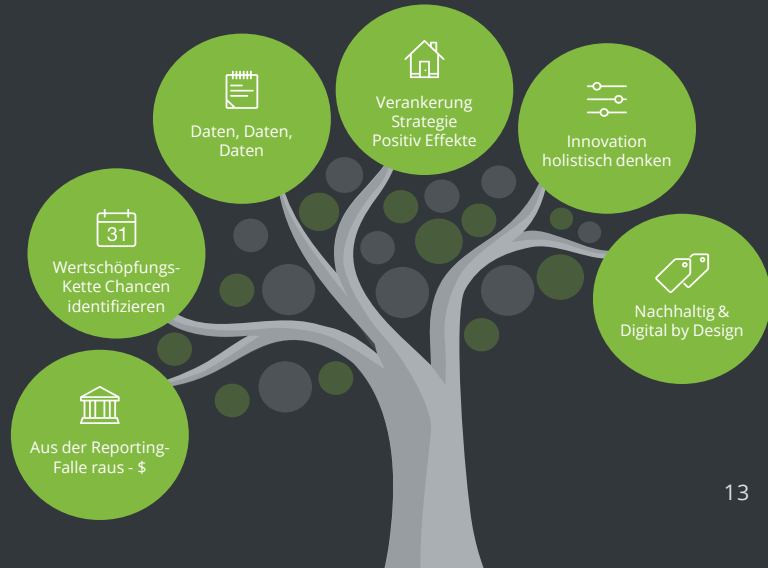 Aus der Reporting-
Falle raus - $
31
Wertschöpfungs-
Kette Chancen
identifizieren
Daten, Daten,
Daten
Verankerung
Strategie
Positiv Effekte
Innovation
holistisch denken
Nachhaltig &
Digital by Design
13